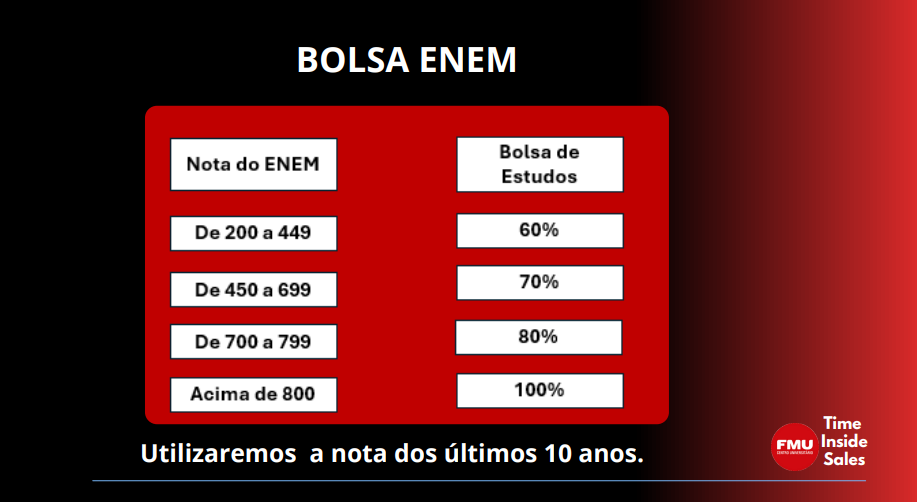 BOLSA ENEM
Nota do ENEM
Bolsa de
Estudos
De 200 a 449
60%
De 450 a 699
70%
De 700 a 799
80%
Acima de 800
100%
Utilizaremos  a nota dos últimos 10 anos.
FMU
CENTRO UNIVERSITÁRIO
Time
Inside
Sales